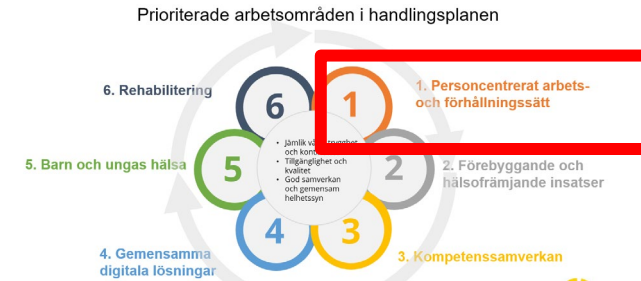 Prioriterade arbetsområden i handlingsplanen
6. Rehabilitering
1. Personcentrerat arbets-
och förhållningssätt
6
1
5. Barn och ungas hälsa
5
• Jämlik
och
• Tillgänglighet och
kvalitet
• God samverkan
och gemensam
helhetssyn
2
2. Förebyggande och
hälsofrämjande insatser
4
3
4. Gemensamma
digitala lösningar
3. Kompetenssamverkan